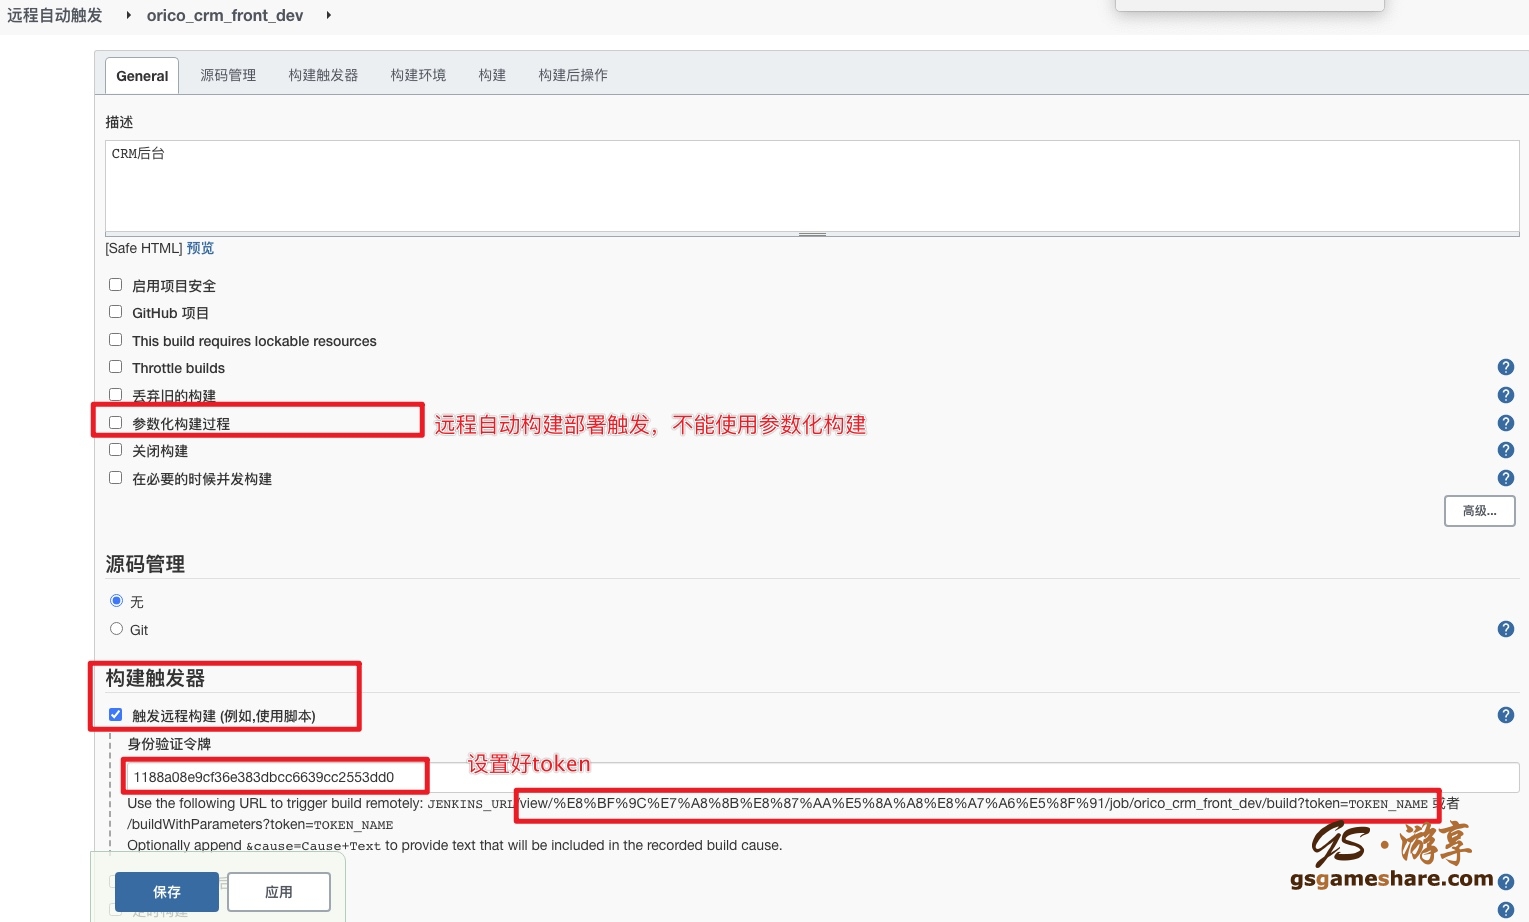 远程自动触发 orico_crm_front_dev
General 源码管理 构建触发器 构建环境 构建 构建后操作
描述
CRM后台
[Safe HTML] 预览
启用项目安全
GitHub 项目
This build requires lockable resources
Throttle builds
丢弃旧的构建
参数化构建过程 远程自动构建部署触发，不能使用参数化构建
关闭构建
在必要的时候并发构建
高级...
源码管理
无
Git
构建触发器
触发远程构建 (例如,使用脚本)
身份验证令牌
设置好token
1188a08e9cf36e383dbcc6639cc2553dd0
Use the following URL to trigger build remotely: JENKINS_URL/view/%E8%BF%9C%E7%A8%8B%E8%87%AA%E5%8A%A8%E8%A7%A6%E5%8F%91/job/orico_crm_front_dev/build?token=TOKEN_NAME 或者
/buildWithParameters?token=TOKEN_NAME
Optionally append &cause=Cause+Text to provide text that will be included in the recorded build cause.
GS·游享
gsgameshare.com
保存 应用
定时构建